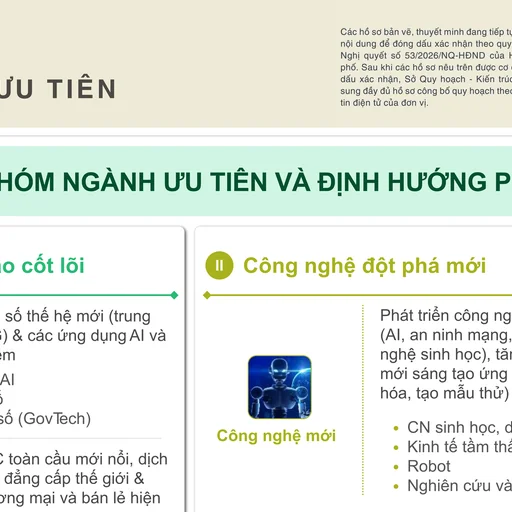 Các hồ sơ bản vẽ, thuyết minh đang tiếp tụ
nội dung để đóng dấu xác nhận theo quy
Nghị quyết số 53/2026/NQ-HĐND của H
phố. Sau khi các hồ sơ nêu trên được cơ
dấu xác nhận, Sở Quy hoạch - Kiến trúc
sung đầy đủ hồ sơ công bố quy hoạch theo
tin điện tử của đơn vị.
ƯU TIÊN
HÓM NGÀNH ƯU TIÊN VÀ ĐỊNH HƯỚNG P
o cốt lõi
số thế hệ mới (trung
) & các ứng dụng AI và
êm
AI
số (GovTech)
C toàn cầu mới nổi, dịch
đẳng cấp thế giới &
ơng mại và bán lẻ hiện
II Công nghệ đột phá mới
Công nghệ mới
Phát triển công ng
(AI, an ninh mạng,
nghệ sinh học), tăn
mới sáng tạo ứng
hóa, tạo mẫu thử)
• CN sinh học, d
• Kinh tế tầm thấ
• Robot
• Nghiên cứu và